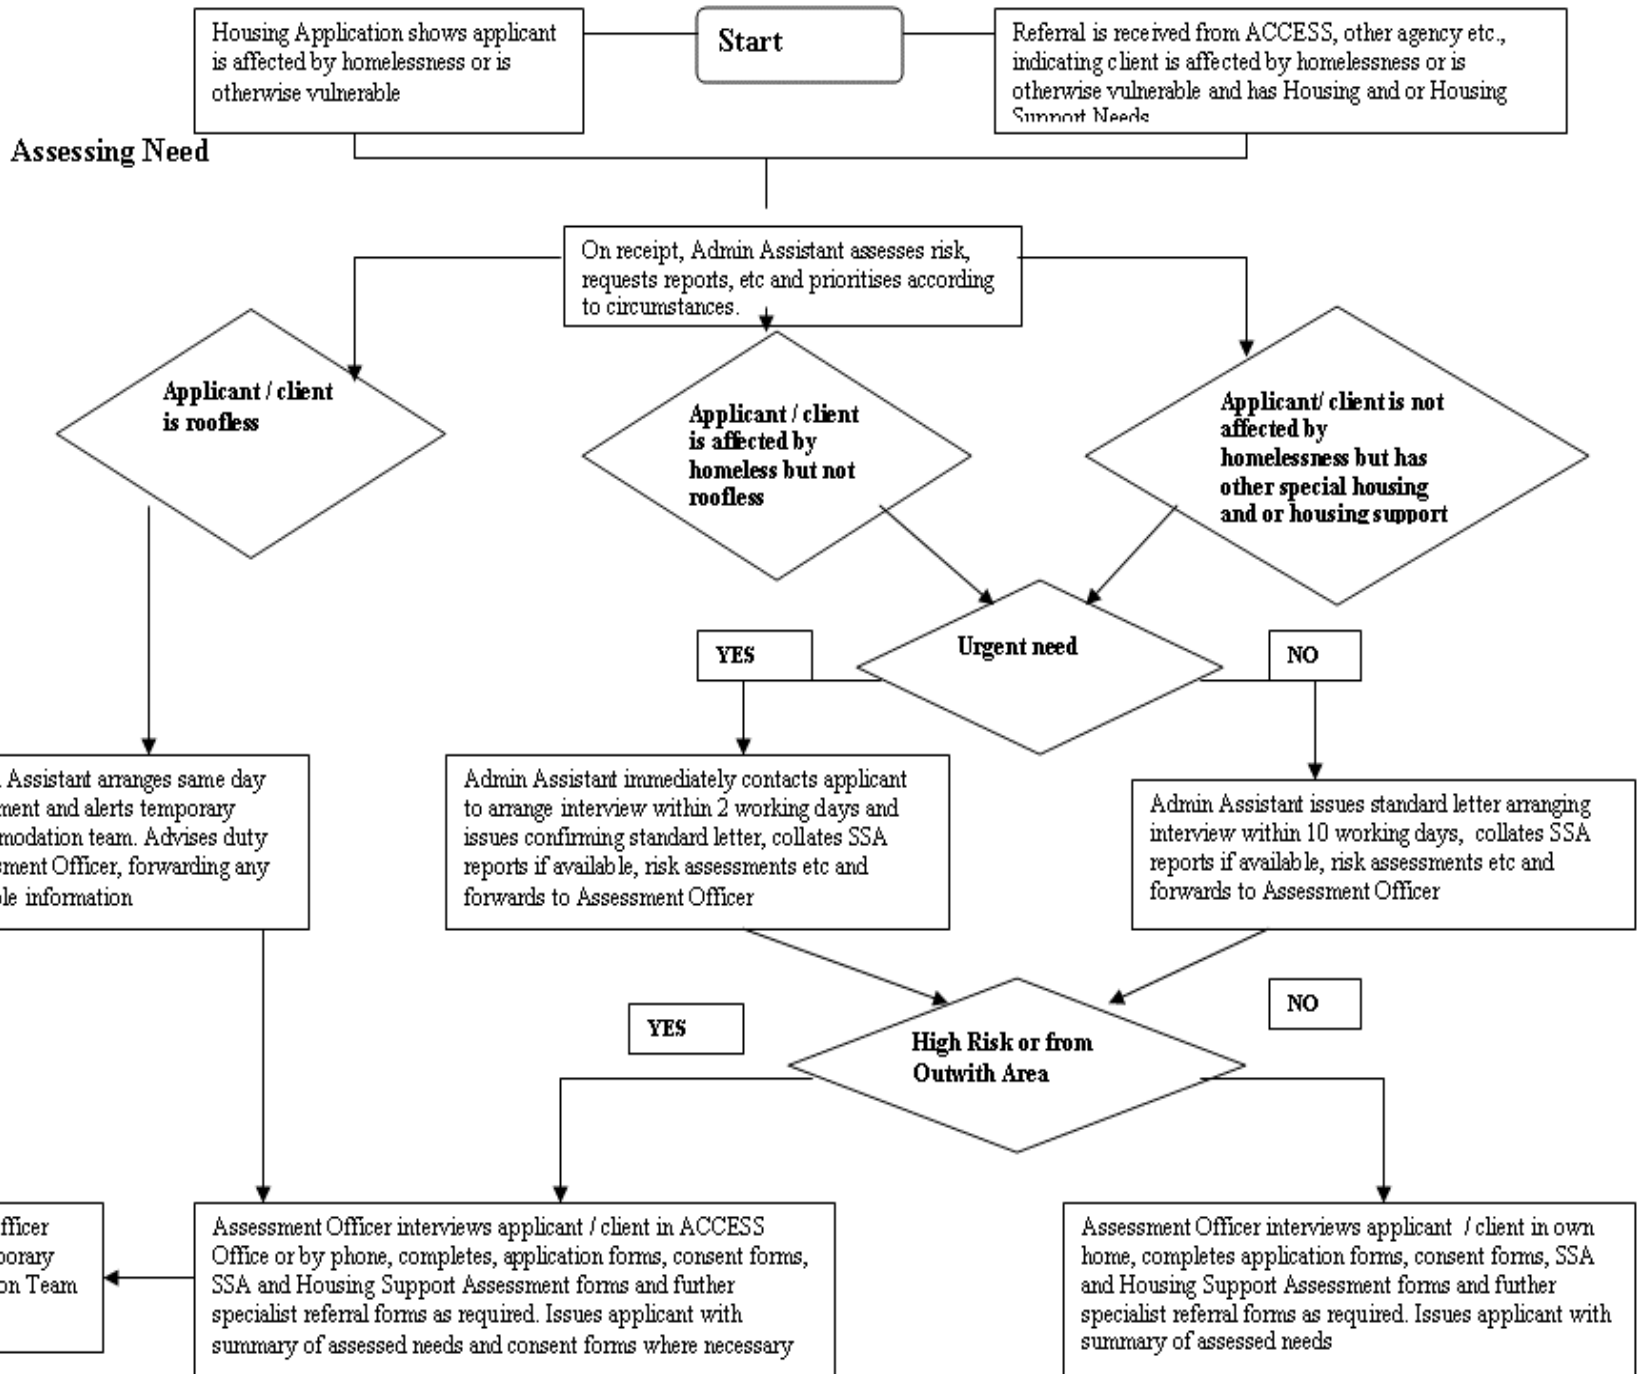 Housing Application shows applicant
is affected by homelessness or is
otherwise vulnerable
Start
Referral is received from ACCESS, other agency etc.,
indicating client is affected by homelessness or is
otherwise vulnerable and has Housing and or Housing
Support Needs
Assessing Need
On receipt, Admin Assistant assesses risk,
requests reports, etc and prioritises according
to circumstances.
Applicant / client
is roofless
Applicant / client
is affected by
homeless but not
roofless
Applicant/ client is not
affected by
homelessness but has
other special housing
and or housing support
YES
Urgent need
NO
Assistant arranges same day
ment and alerts temporary
modation team. Advises duty
sment Officer, forwarding any
le information
Admin Assistant immediately contacts applicant
to arrange interview within 2 working days and
issues confirming standard letter, collates SSA
reports if available, risk assessments etc and
forwards to Assessment Officer
Admin Assistant issues standard letter arranging
interview within 10 working days, collates SSA
reports if available, risk assessments etc and
forwards to Assessment Officer
YES
High Risk or from
Outwith Area
NO
fficer
porary
on Team
Assessment Officer interviews applicant / client in ACCESS
Office or by phone, completes, application forms, consent forms,
SSA and Housing Support Assessment forms and further
specialist referral forms as required. Issues applicant with
summary of assessed needs and consent forms where necessary
Assessment Officer interviews applicant / client in own
home, completes application forms, consent forms, SSA
and Housing Support Assessment forms and further
specialist referral forms as required. Issues applicant with
summary of assessed needs